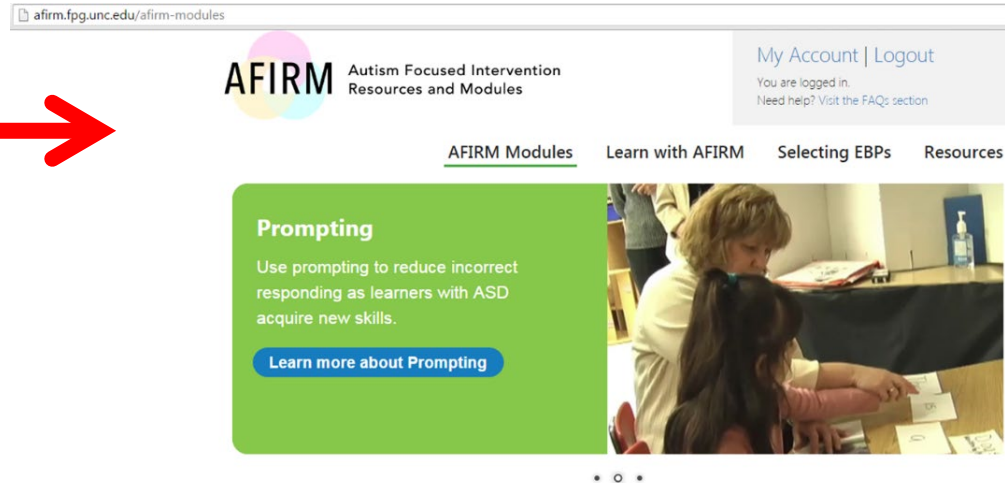 afirm.fpg.unc.edu/afirm-modules
AFIRM
Autism Focused Intervention
Resources and Modules
My Account | Logout
You are logged in.
Need help? Visit the FAQs section
AFIRM Modules Learn with AFIRM Selecting EBPs Resources
Prompting
Use prompting to reduce incorrect
responding as learners with ASD
acquire new skills.
Learn more about Prompting